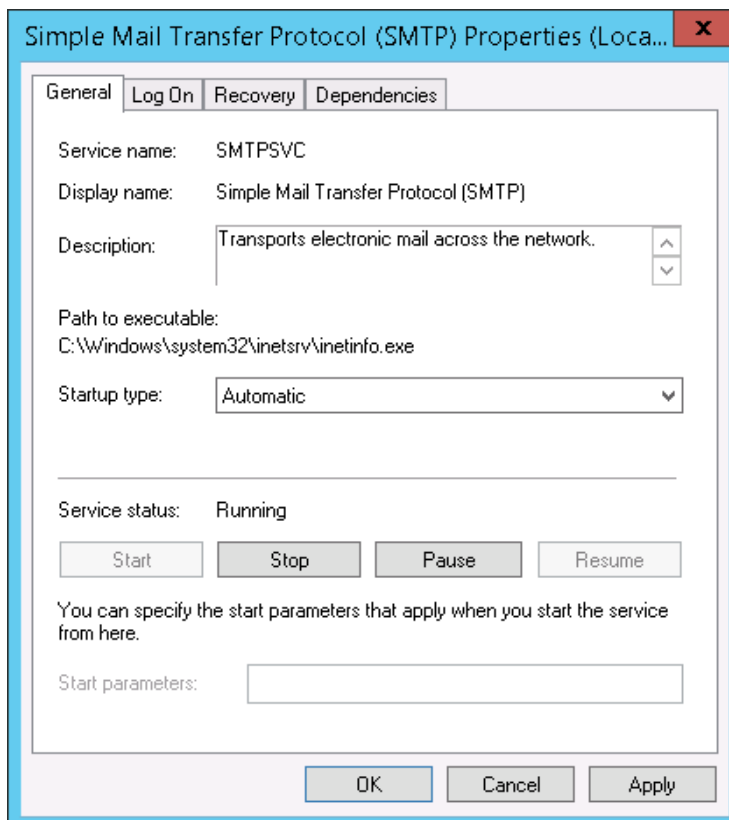 Simple Mail Transfer Protocol (SMTP) Properties (Loca...
x
General Log On Recovery Dependencies
Service name: SMTPSVC
Display name: Simple Mail Transfer Protocol (SMTP)
Description: Transports electronic mail across the network.
Path to executable:
C:\Windows\system32\inetsrv\inetinfo.exe
Startup type: Automatic
Service status: Running
Start Stop Pause Resume
You can specify the start parameters that apply when you start the service
from here.
Start parameters:
OK Cancel Apply